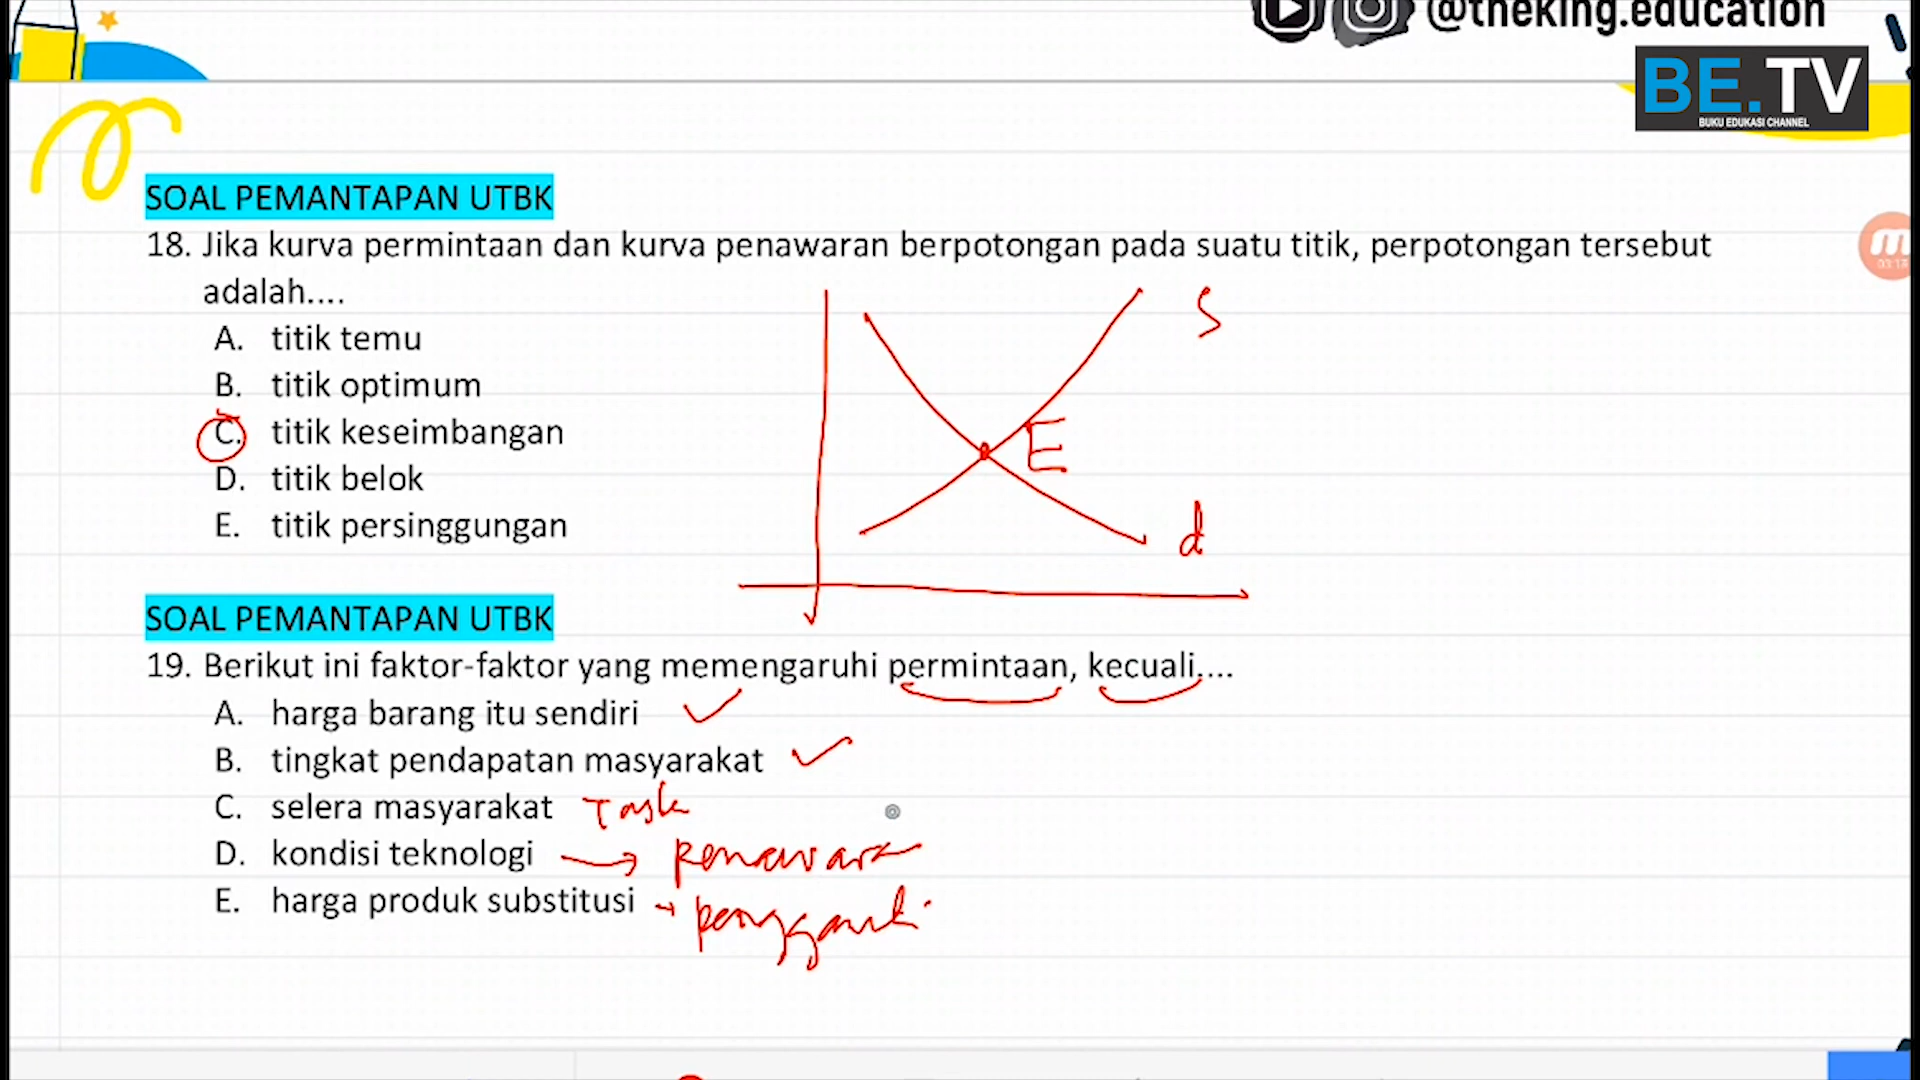 @theking.education
BE.TV
BUKU EDUKASI CHANNEL
SOAL PEMANTAPAN UTBK
18. Jika kurva permintaan dan kurva penawaran berpotongan pada suatu titik, perpotongan tersebut
adalah....
A. titik temu
B. titik optimum
C. titik keseimbangan
D. titik belok
E. titik persinggungan
S
E
d
SOAL PEMANTAPAN UTBK
19. Berikut ini faktor-faktor yang memengaruhi permintaan, kecuali....
A. harga barang itu sendiri
B. tingkat pendapatan masyarakat
C. selera masyarakat
D. kondisi teknologi
E. harga produk substitusi